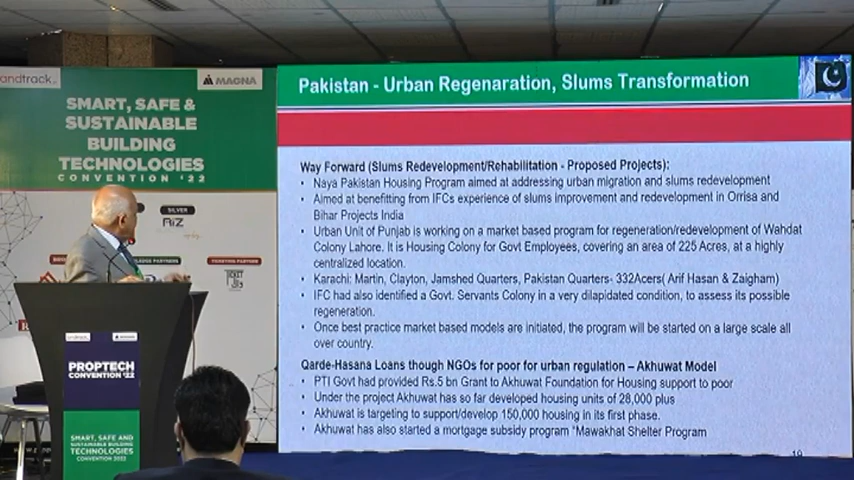 andtrack.
MAGNA
SMART, SAFE &
SUSTAINABLE
BUILDING
TECHNOLOGIES
CONVENTION '22
SILVER
RiZ
TICKET
PROPTECH
CONVENTION '22
SMART, SAFE AND
SUSTAINABLE BUILDING
TECHNOLOGIES
CONVENTION 2022
Pakistan - Urban Regenaration, Slums Transformation
Way Forward (Slums Redevelopment/Rehabilitation - Proposed Projects):
• Naya Pakistan Housing Program aimed at addressing urban migration and slums redevelopment
• Aimed at benefitting from IFCs experience of slums improvement and redevelopment in Orrisa and
Bihar Projects India
• Urban Unit of Punjab is working on a market based program for regeneration/redevelopment of Wahdat
Colony Lahore. It is Housing Colony for Govt Employees, covering an area of 225 Acres, at a highly
centralized location.
• Karachi: Martin, Clayton, Jamshed Quarters, Pakistan Quarters- 332Acers( Arif Hasan & Zaigham)
• IFC had also identified a Govt. Servants Colony in a very dilapidated condition, to assess its possible
regeneration.
• Once best practice market based models are initiated, the program will be started on a large scale all
over country.
Qarde-Hasana Loans though NGOs for poor for urban regulation – Akhuwat Model
• PTI Govt had provided Rs.5 bn Grant to Akhuwat Foundation for Housing support to poor
• Under the project Akhuwat has so far developed housing units of 28,000 plus
• Akhuwat is targeting to support/develop 150,000 housing in its first phase.
• Akhuwat has also started a mortgage subsidy program "Mawakhat Shelter Program
19